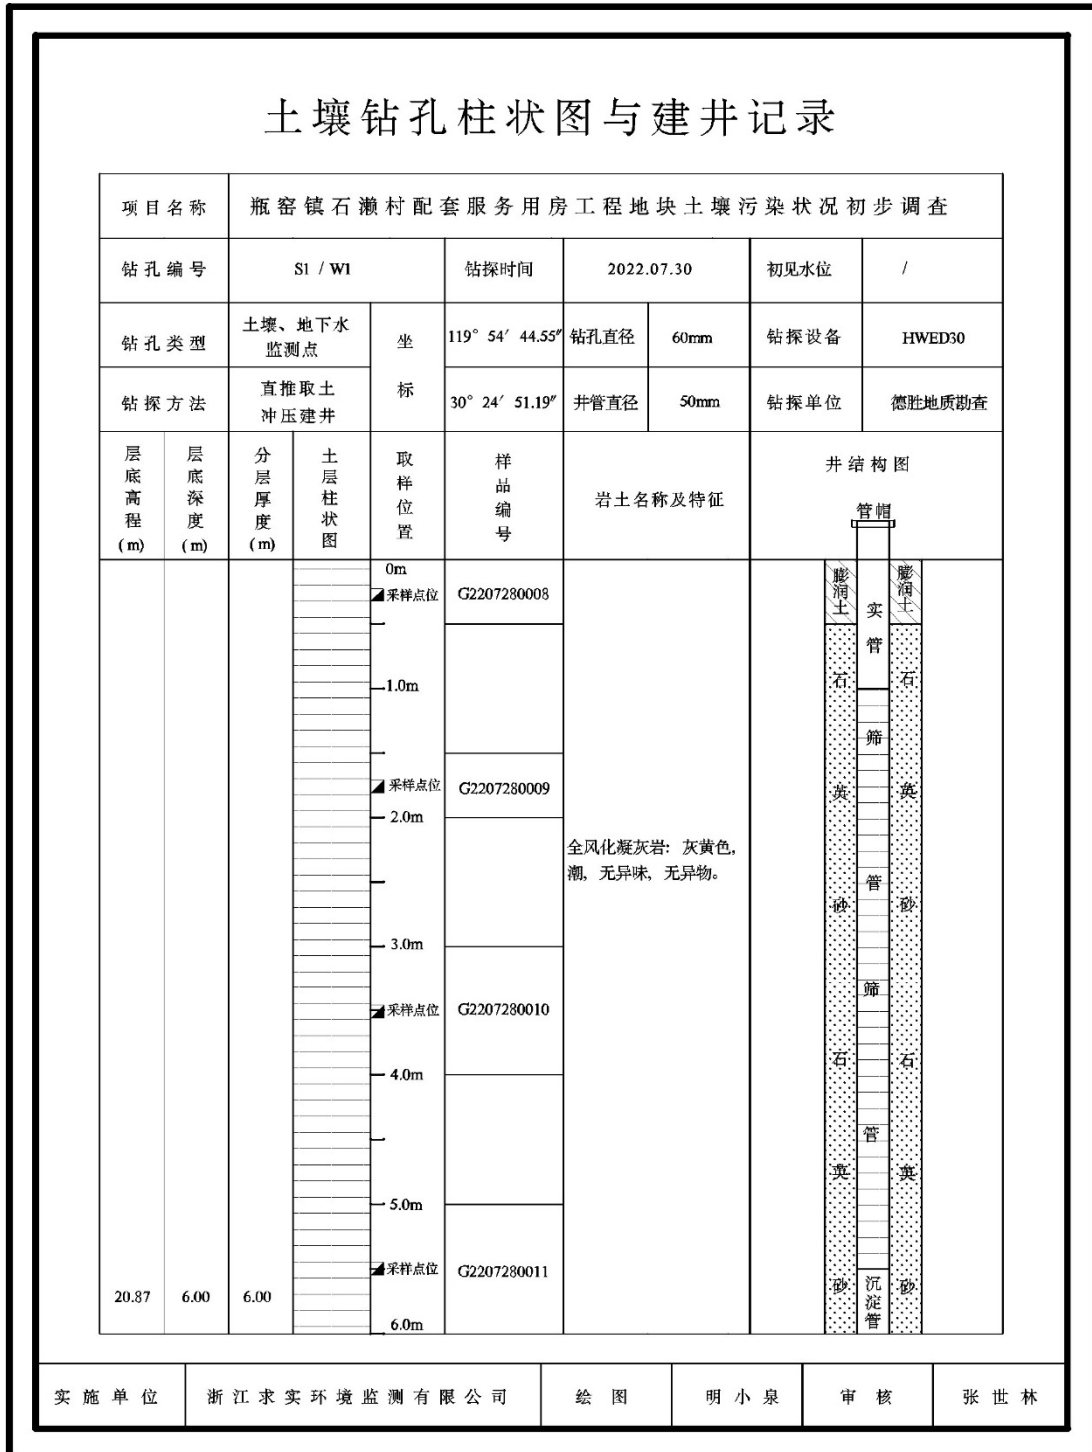 土壤钻孔柱状图与建井记录
项目名称 瓶窑镇石濑村配套服务用房工程地块土壤污染状况初步调查
钻孔编号 S1 / W1 钻探时间 2022.07.30 初见水位 /
钻孔类型 土壤、地下水监测点 坐标 119° 54′ 44.55″ 钻孔直径 60mm 钻探设备 HWED30
钻探方法 直推取土冲压建井 30° 24′ 51.19″ 井管直径 50mm 钻探单位 德胜地质勘查
层底高程(m) 层底深度(m) 分层厚度(m) 土层柱状图 取样位置 样品编号 岩土名称及特征 井结构图
管帽
0m
膨润土 实管 膨润土
采样点位 G2207280008
1.0m
石英砂石英砂 筛管筛管 石英砂石英砂
采样点位 G2207280009
2.0m
全风化凝灰岩：灰黄色，
潮，无异味，无异物。
3.0m
采样点位 G2207280010
4.0m
5.0m
采样点位 G2207280011
沉淀管
20.87 6.00 6.00
6.0m
实施单位 浙江求实环境监测有限公司 绘图 明小泉 审核 张世林